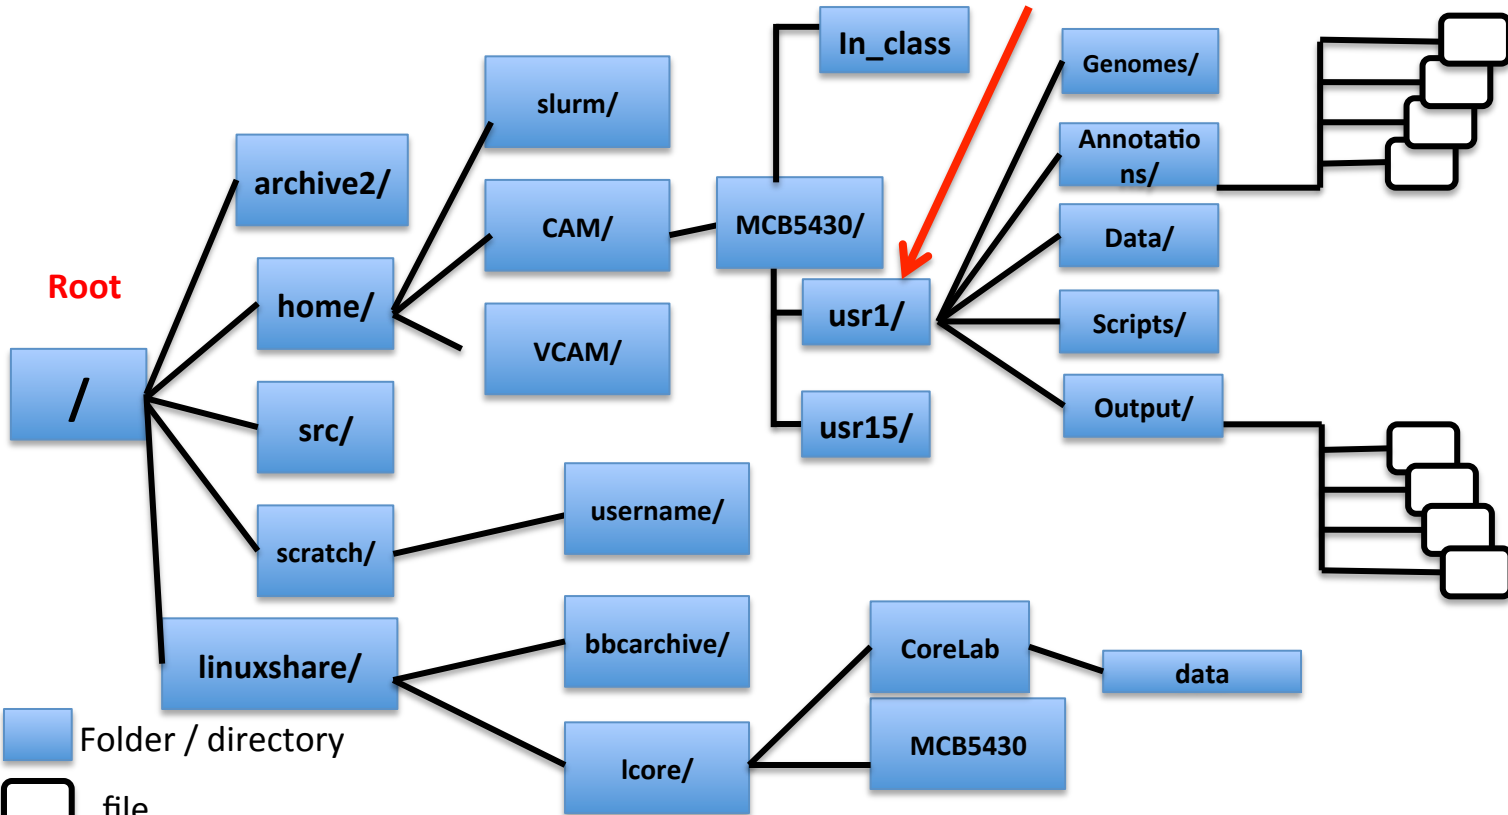 In_class
Genomes/
slurm/
Annotatio
ns/
archive2/
CAM/
MCB5430/
Data/
Root
home/
usr1/
Scripts/
VCAM/
/
Output/
src/
usr15/
username/
scratch/
bbcarchive/
CoreLab
linuxshare/
data
Folder / directory
MCB5430
lcore/
file